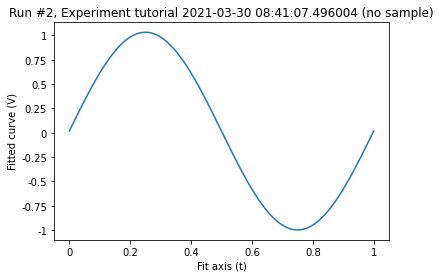 Run #2, Experiment tutorial 2021-03-30 08:41:07.496004 (no sample)
Fitted curve (V)
1
0.75
0.5
0.25
0
-0.25
-0.5
-0.75
-1
0 0.2 0.4 0.6 0.8 1
Fit axis (t)